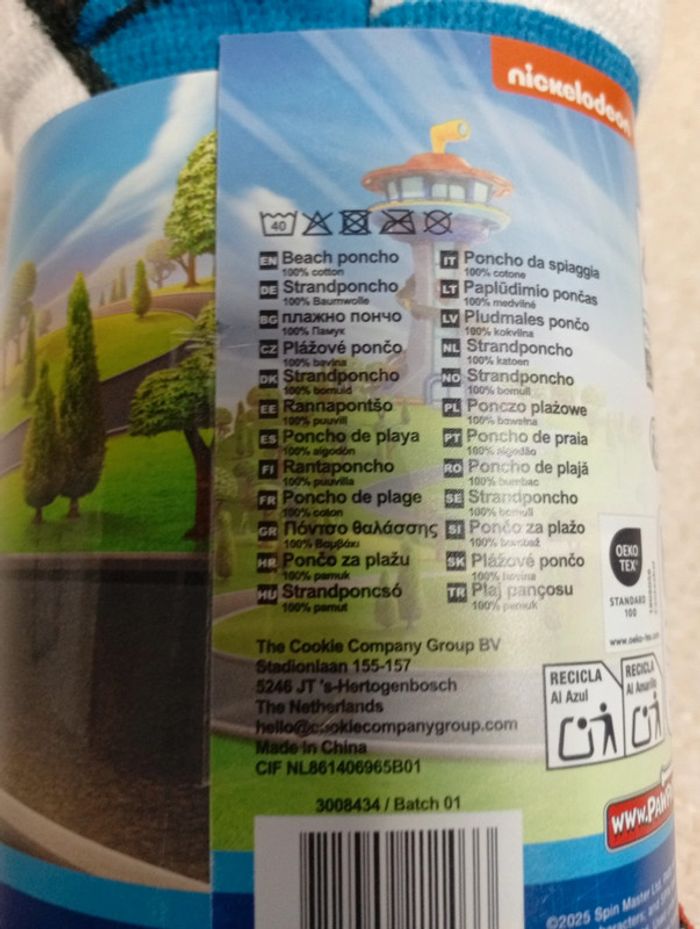 nickelodeon
40
EN Beach poncho
100% cotton
DE Strandponcho
100% Baumwolle
BG плажно пончо
100% Памук
CZ Plážové pončo
100% bavlna
DK Strandponcho
100% bomuld
EE Rannapontšo
100% puuvill
ES Poncho de playa
100% algodón
FI Rantaponcho
100% puuvilla
FR Poncho de plage
100% coton
GR Πόντσο θαλάσσης
100% Βαμβάκι
HR Pončo za plažu
100% pamuk
HU Strandponcsó
100% pamut
IT Poncho da spiaggia
100% cotone
LT Paplūdimio pončas
100% medvilnė
LV Pludmales pončo
100% kokvilna
NL Strandponcho
100% katoen
NO Strandponcho
100% bomull
PL Ponczo plażowe
100% bawełna
PT Poncho de praia
100% algodão
RO Poncho de plajă
100% bumbac
SE Strandponcho
100% bomull
SI Pončo za plažo
100% bombaž
SK Plážové pončo
100% bavlna
TR Plaj pançosu
100% pamuk
OEKO
TEX®
STANDARD
100
www.oeko-tex
The Cookie Company Group BV
Stadionlaan 155-157
5246 JT 's-Hertogenbosch
The Netherlands
hello@cookiecompanygroup.com
Made in China
CIF NL861406965B01
RECICLA
Al Azul
RECICLA
Al Amarillo
3008434 / Batch 01
www.PAW
©2025 Spin Master Ltd.